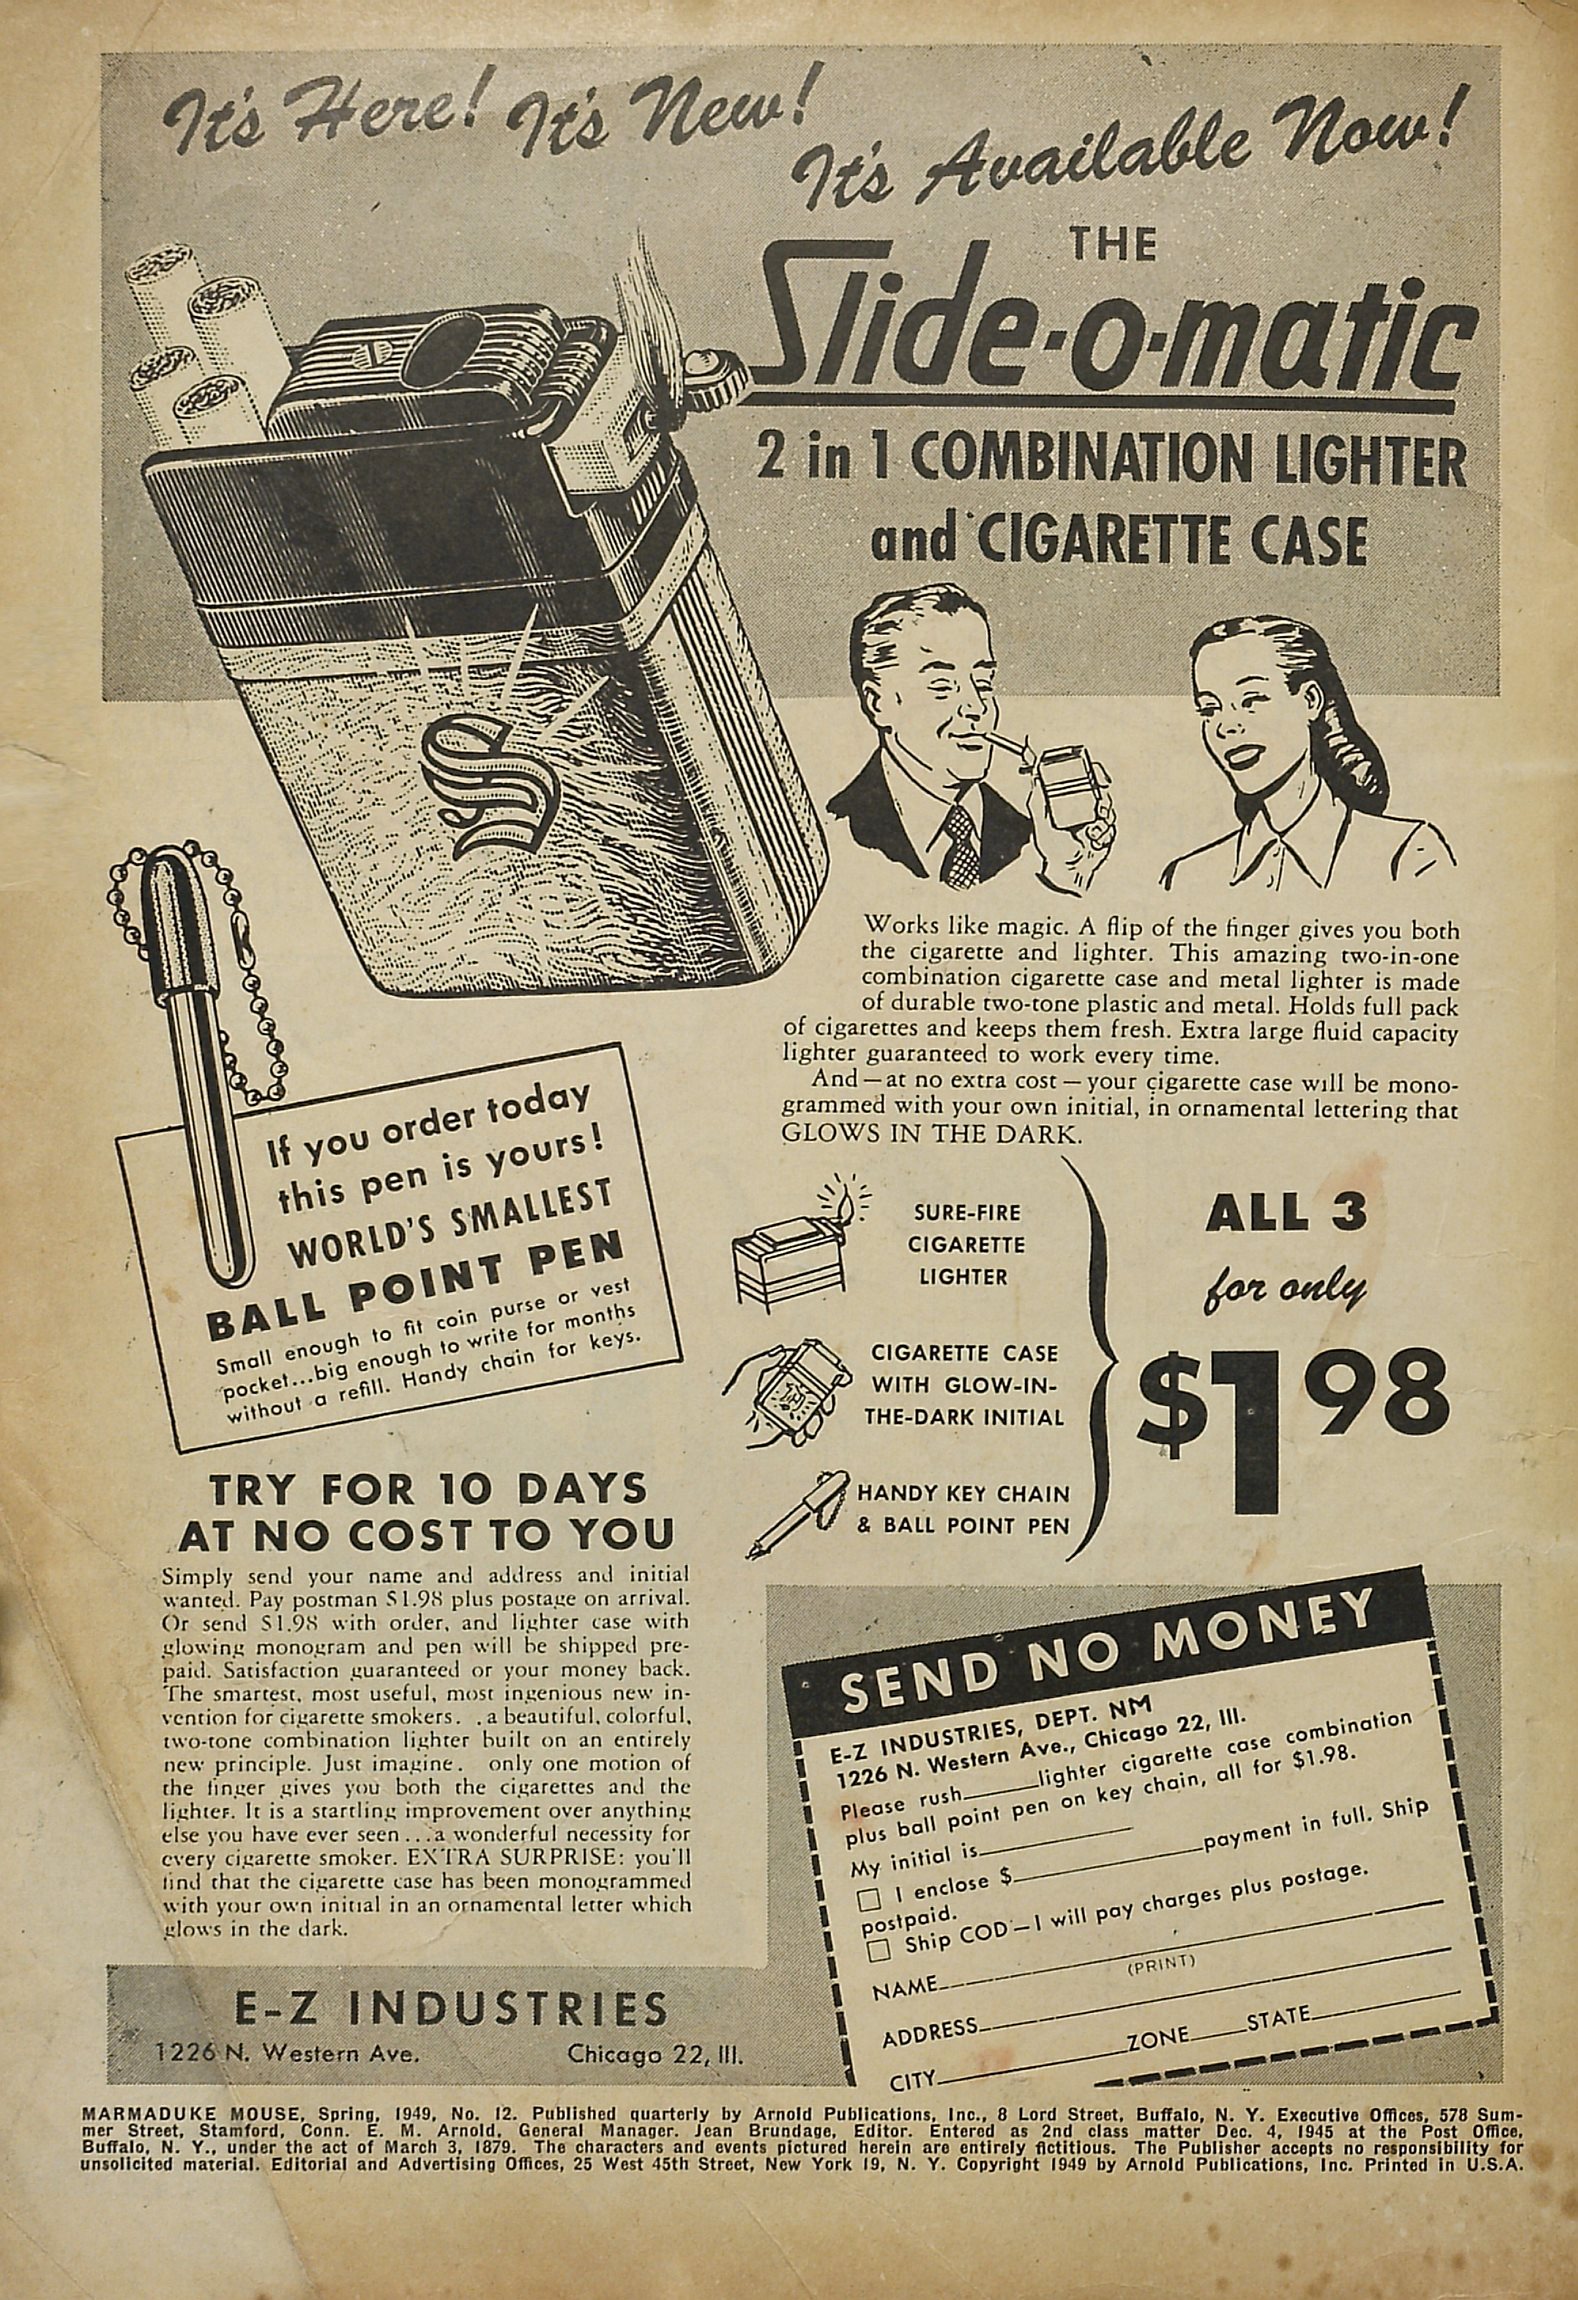 It's Here! It's New!
It's Available Now!
THE
Slide-o-matic
2 in 1 COMBINATION LIGHTER
and CIGARETTE CASE
S
Works like magic. A flip of the finger gives you both
the cigarette and lighter. This amazing two-in-one
combination cigarette case and metal lighter is made
of durable two-tone plastic and metal. Holds full pack
of cigarettes and keeps them fresh. Extra large fluid capacity
lighter guaranteed to work every time.
And—at no extra cost—your cigarette case will be mono-
grammed with your own initial, in ornamental lettering that
GLOWS IN THE DARK.
If you order today
this pen is yours!
WORLD'S SMALLEST
BALL POINT PEN
Small enough to fit coin purse or vest
pocket...big enough to write for months
without a refill. Handy chain for keys.
SURE-FIRE
CIGARETTE
LIGHTER
CIGARETTE CASE
WITH GLOW-IN-
THE-DARK INITIAL
HANDY KEY CHAIN
& BALL POINT PEN
ALL 3
for only
$1 98
TRY FOR 10 DAYS
AT NO COST TO YOU
Simply send your name and address and initial
wanted. Pay postman $1.98 plus postage on arrival.
Or send $1.98 with order, and lighter case with
glowing monogram and pen will be shipped pre-
paid. Satisfaction guaranteed or your money back.
The smartest, most useful, most ingenious new in-
vention for cigarette smokers. . a beautiful, colorful,
two-tone combination lighter built on an entirely
new principle. Just imagine. only one motion of
the finger gives you both the cigarettes and the
lighter. It is a startling improvement over anything
else you have ever seen...a wonderful necessity for
every cigarette smoker. EXTRA SURPRISE: you'll
find that the cigarette case has been monogrammed
with your own initial in an ornamental letter which
glows in the dark.
E-Z INDUSTRIES
1226 N. Western Ave. Chicago 22, Ill.
SEND NO MONEY
E-Z INDUSTRIES, DEPT. NM
1226 N. Western Ave., Chicago 22, Ill.
Please rush______lighter cigarette case combination
plus ball point pen on key chain, all for $1.98.
My initial is____________
☐ I enclose $______________payment in full. Ship
postpaid.
☐ Ship COD—I will pay charges plus postage.
NAME____________
(PRINT)
ADDRESS____________
CITY____________ZONE____STATE____________
MARMADUKE MOUSE, Spring, 1949, No. 12. Published quarterly by Arnold Publications, Inc., 8 Lord Street, Buffalo, N. Y. Executive Offices, 578 Sum-
mer Street, Stamford, Conn. E. M. Arnold, General Manager. Jean Brundage, Editor. Entered as 2nd class matter Dec. 4, 1945 at the Post Office,
Buffalo, N. Y., under the act of March 3, 1879. The characters and events pictured herein are entirely fictitious. The Publisher accepts no responsibility for
unsolicited material. Editorial and Advertising Offices, 25 West 45th Street, New York 19, N. Y. Copyright 1949 by Arnold Publications, Inc. Printed in U.S.A.